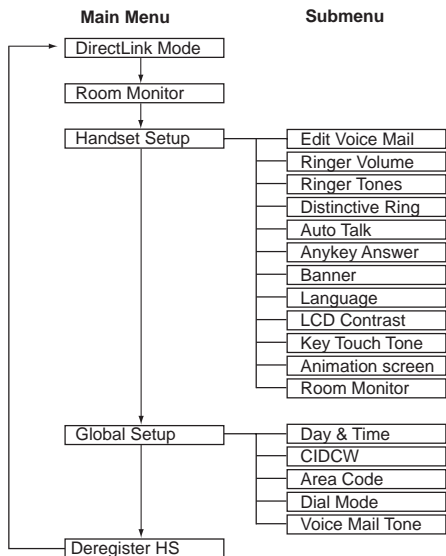 Main Menu
Submenu
DirectLink Mode
Room Monitor
Handset Setup
Edit Voice Mail
Ringer Volume
Ringer Tones
Distinctive Ring
Auto Talk
Anykey Answer
Banner
Language
LCD Contrast
Key Touch Tone
Animation screen
Room Monitor
Global Setup
Day & Time
CIDCW
Area Code
Dial Mode
Voice Mail Tone
Deregister HS